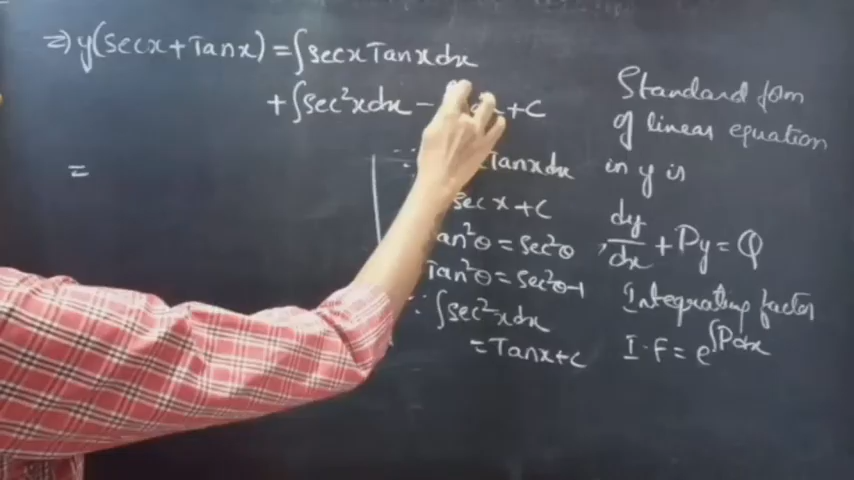 ⇒ y(secx + Tanx) = ∫secx Tanx dx
+ ∫sec²x dx − + C
=
Tanx dx
sec x + C
an²θ = sec²θ
Tan²θ = sec²θ-1
∵ ∫sec²x dx
= Tanx + C
Standard form
of linear equation
in y is
dy/dx + Py = Q
Integrating factor
I.F = e^∫Pdx